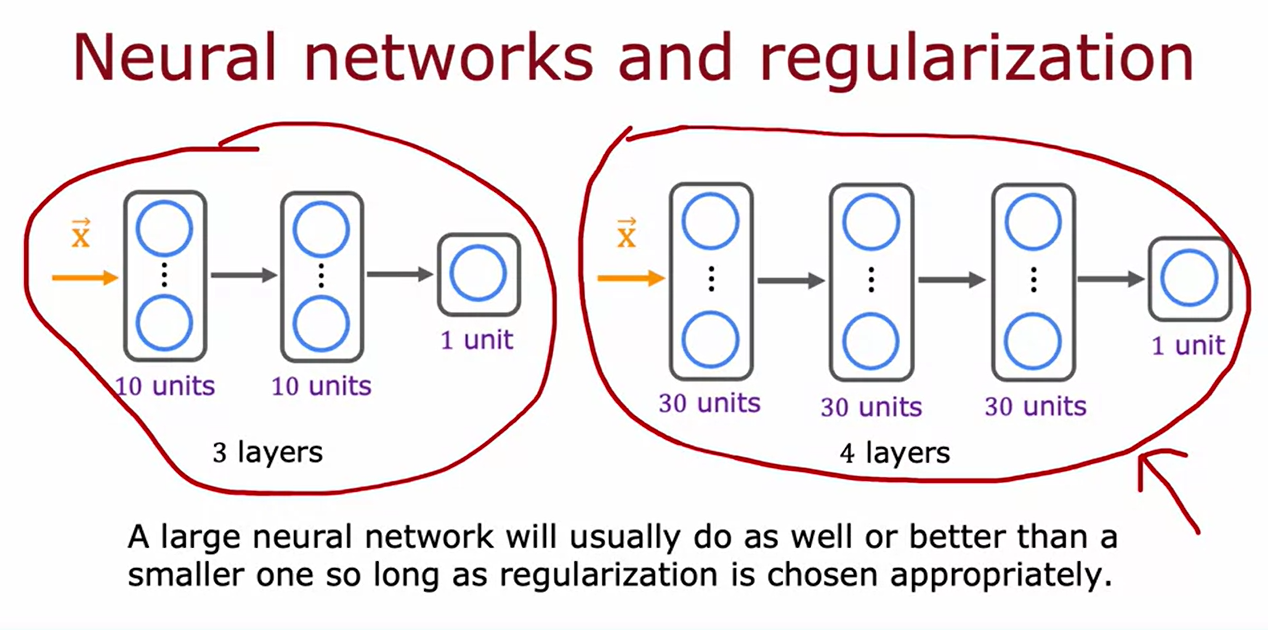 Neural networks and regularization
x⃗
10 units
10 units
1 unit
3 layers
x⃗
30 units
30 units
30 units
1 unit
4 layers
A large neural network will usually do as well or better than a
smaller one so long as regularization is chosen appropriately.